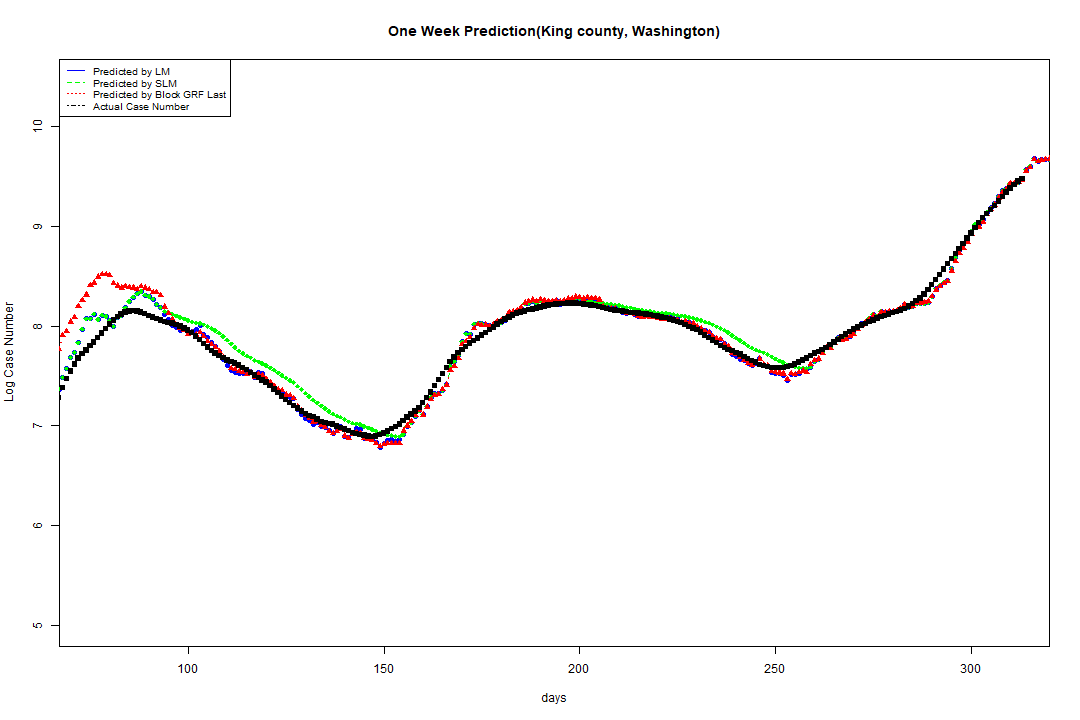 One Week Prediction(King county, Washington)
Predicted by LM
Predicted by SLM
Predicted by Block GRF Last
Actual Case Number
Log Case Number
10
9
8
7
6
5
100 150 200 250 300
days